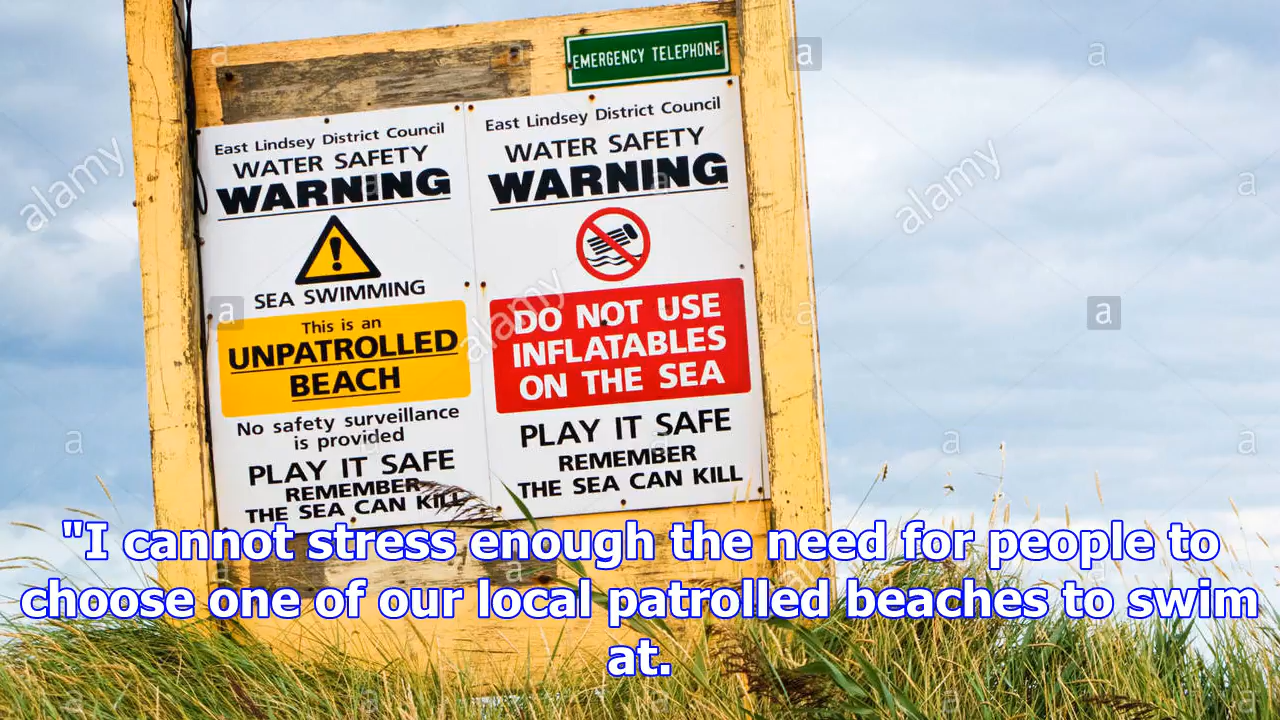 EMERGENCY TELEPHONE
East Lindsey District Council
WATER SAFETY
WARNING
SEA SWIMMING
This is an
UNPATROLLED
BEACH
No safety surveillance
is provided
PLAY IT SAFE
REMEMBER
THE SEA CAN KILL
East Lindsey District Council
WATER SAFETY
WARNING
DO NOT USE
INFLATABLES
ON THE SEA
PLAY IT SAFE
REMEMBER
THE SEA CAN KILL
"I cannot stress enough the need for people to
choose one of our local patrolled beaches to swim
at.
alamy
alamy
alamy
a
a
a
a
a
a
a
a
a